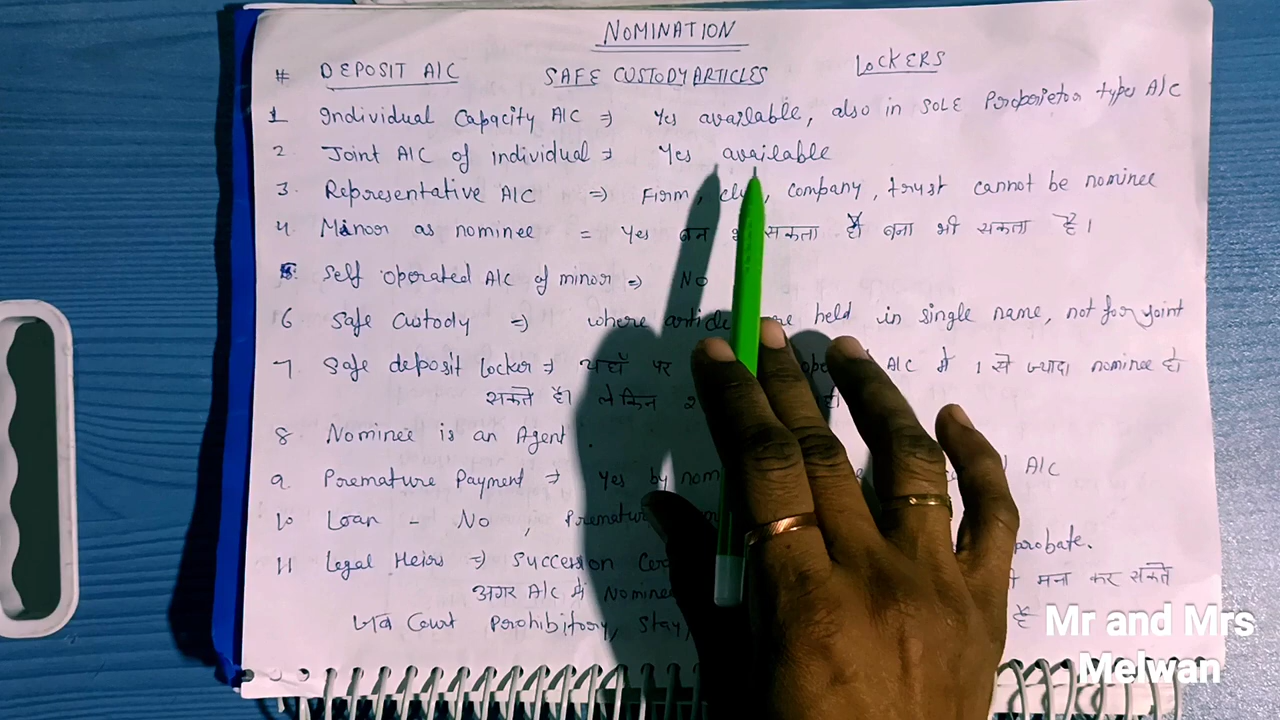 NOMINATION
# DEPOSIT A/C SAFE CUSTODY ARTICLES LOCKERS
1 Individual Capacity A/C ⇒ Yes available, also in SOLE Proprietor type A/C
2. Joint A/C of individual ⇒ Yes available
3. Representative A/C ⇒ Firm, company, trust cannot be nominee
4. Minor as nominee = Yes बन सकता है बना भी सकता है।
5. Self operated A/C of minor ⇒ No
6 Safe Custody ⇒ where held in single name, not for joint
7 Safe deposit locker ⇒ यहाँ पर A/C में 1 से ज्यादा nominee हो
सकते है। लेकिन
8 Nominee is an Agent.
9. Premature Payment ⇒ Yes by A/C
10. Loan - No,
11 Legal Heirs ⇒ Succession probate.
अगर A/C में मना कर सकते
Court Prohibitory, Stay, हैं
Mr and Mrs
Melwan